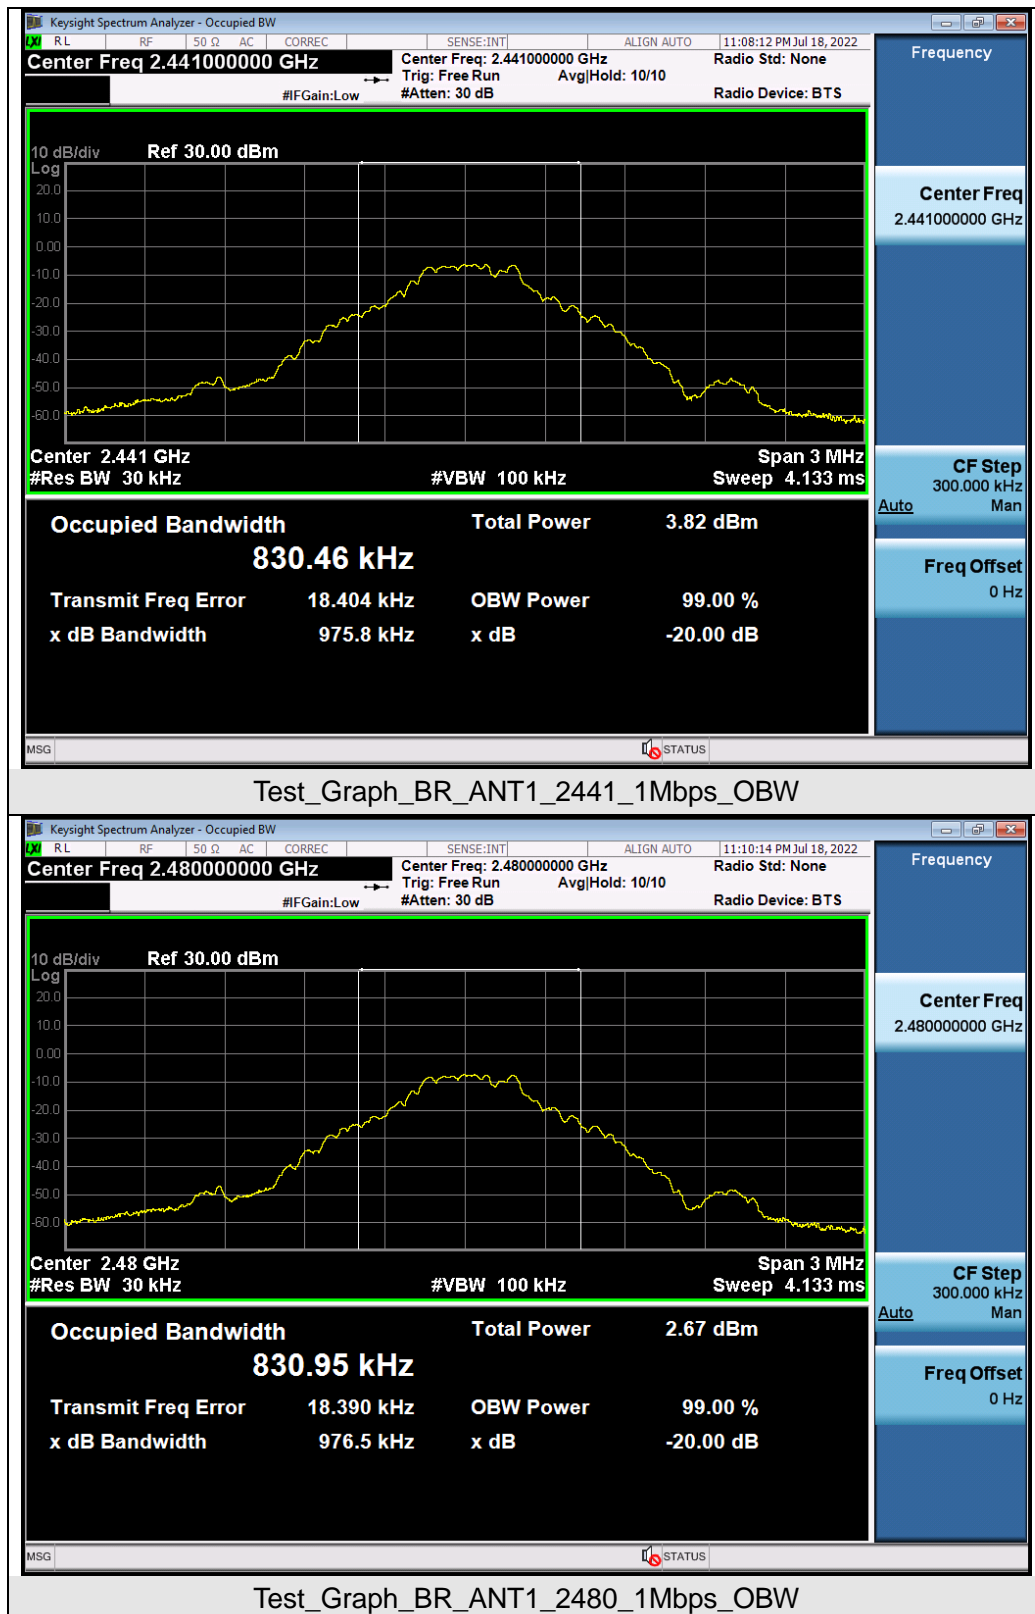 Keysight Spectrum Analyzer - Occupied BW
LXI RL RF 50 Ω AC CORREC SENSE:INT ALIGN AUTO 11:08:12 PM Jul 18, 2022
Center Freq 2.441000000 GHz
Center Freq: 2.441000000 GHz
Radio Std: None
Trig: Free Run Avg|Hold: 10/10
#IFGain:Low
#Atten: 30 dB
Radio Device: BTS
Frequency
10 dB/div Ref 30.00 dBm
Log
20.0
10.0
0.00
-10.0
-20.0
-30.0
-40.0
-50.0
-60.0
Center Freq
2.441000000 GHz
Center 2.441 GHz Span 3 MHz
#Res BW 30 kHz #VBW 100 kHz Sweep 4.133 ms
CF Step
300.000 kHz
Auto Man
Freq Offset
0 Hz
Occupied Bandwidth Total Power 3.82 dBm
830.46 kHz
Transmit Freq Error 18.404 kHz OBW Power 99.00 %
x dB Bandwidth 975.8 kHz x dB -20.00 dB
MSG STATUS
Test_Graph_BR_ANT1_2441_1Mbps_OBW
Keysight Spectrum Analyzer - Occupied BW
LXI RL RF 50 Ω AC CORREC SENSE:INT ALIGN AUTO 11:10:14 PM Jul 18, 2022
Center Freq 2.480000000 GHz
Center Freq: 2.480000000 GHz
Radio Std: None
Trig: Free Run Avg|Hold: 10/10
#IFGain:Low
#Atten: 30 dB
Radio Device: BTS
Frequency
10 dB/div Ref 30.00 dBm
Log
20.0
10.0
0.00
-10.0
-20.0
-30.0
-40.0
-50.0
-60.0
Center Freq
2.480000000 GHz
Center 2.48 GHz Span 3 MHz
#Res BW 30 kHz #VBW 100 kHz Sweep 4.133 ms
CF Step
300.000 kHz
Auto Man
Freq Offset
0 Hz
Occupied Bandwidth Total Power 2.67 dBm
830.95 kHz
Transmit Freq Error 18.390 kHz OBW Power 99.00 %
x dB Bandwidth 976.5 kHz x dB -20.00 dB
MSG STATUS
Test_Graph_BR_ANT1_2480_1Mbps_OBW